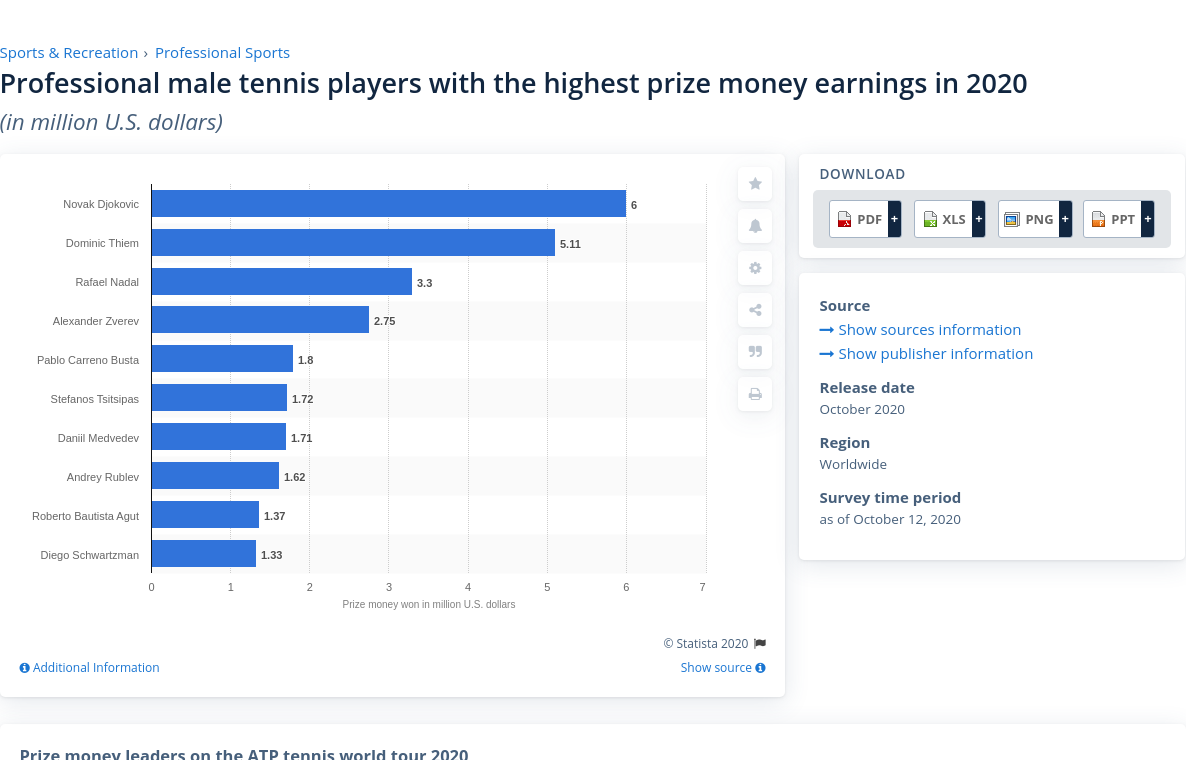 Sports & Recreation › Professional Sports
Professional male tennis players with the highest prize money earnings in 2020
(in million U.S. dollars)
Novak Djokovic 6
Dominic Thiem 5.11
Rafael Nadal 3.3
Alexander Zverev 2.75
Pablo Carreno Busta 1.8
Stefanos Tsitsipas 1.72
Daniil Medvedev 1.71
Andrey Rublev 1.62
Roberto Bautista Agut 1.37
Diego Schwartzman 1.33
0 1 2 3 4 5 6 7
Prize money won in million U.S. dollars
© Statista 2020
Additional Information
Show source
DOWNLOAD
PDF + XLS + PNG + PPT +
Source
Show sources information
Show publisher information
Release date
October 2020
Region
Worldwide
Survey time period
as of October 12, 2020
Prize money leaders on the ATP tennis world tour 2020